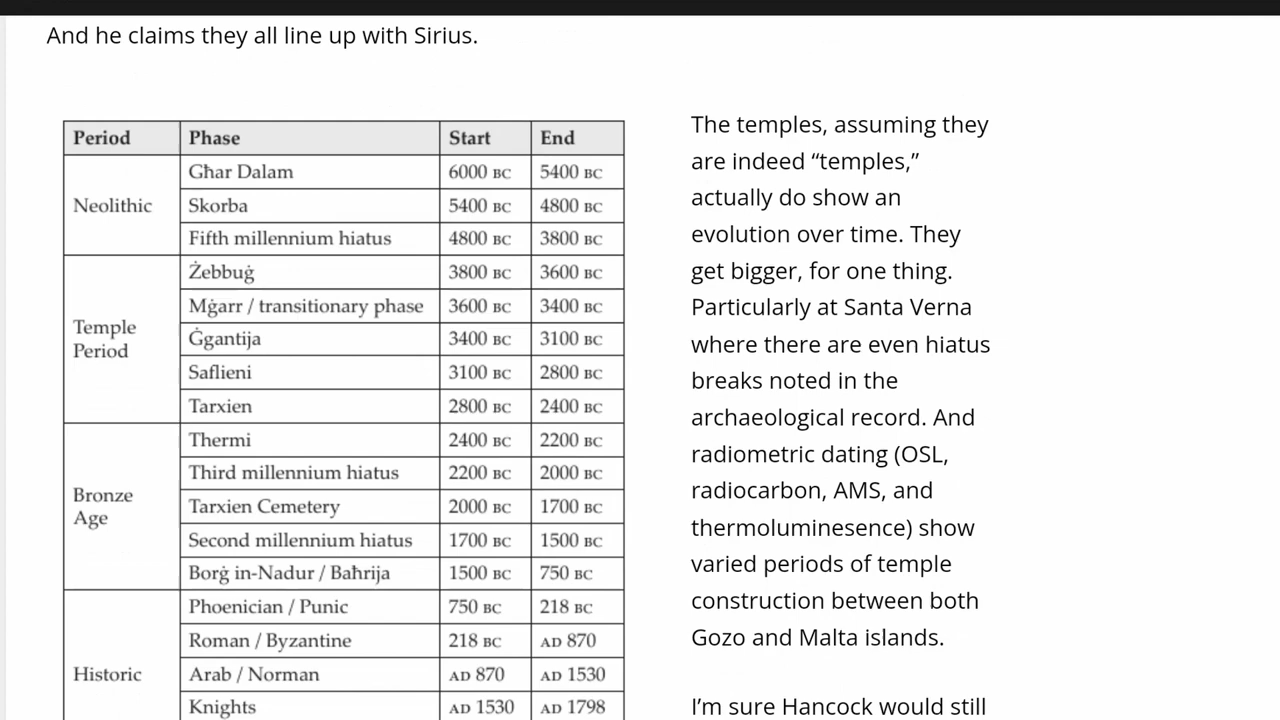 And he claims they all line up with Sirius.
Period Phase Start End
Neolithic
Għar Dalam 6000 BC 5400 BC
Skorba 5400 BC 4800 BC
Fifth millennium hiatus 4800 BC 3800 BC
Temple
Period
Żebbuġ 3800 BC 3600 BC
Mġarr / transitionary phase 3600 BC 3400 BC
Ġgantija 3400 BC 3100 BC
Saflieni 3100 BC 2800 BC
Tarxien 2800 BC 2400 BC
Bronze
Age
Thermi 2400 BC 2200 BC
Third millennium hiatus 2200 BC 2000 BC
Tarxien Cemetery 2000 BC 1700 BC
Second millennium hiatus 1700 BC 1500 BC
Borġ in-Nadur / Baħrija 1500 BC 750 BC
Historic
Phoenician / Punic 750 BC 218 BC
Roman / Byzantine 218 BC AD 870
Arab / Norman AD 870 AD 1530
Knights AD 1530 AD 1798
The temples, assuming they
are indeed “temples,”
actually do show an
evolution over time. They
get bigger, for one thing.
Particularly at Santa Verna
where there are even hiatus
breaks noted in the
archaeological record. And
radiometric dating (OSL,
radiocarbon, AMS, and
thermoluminesence) show
varied periods of temple
construction between both
Gozo and Malta islands.
I’m sure Hancock would still